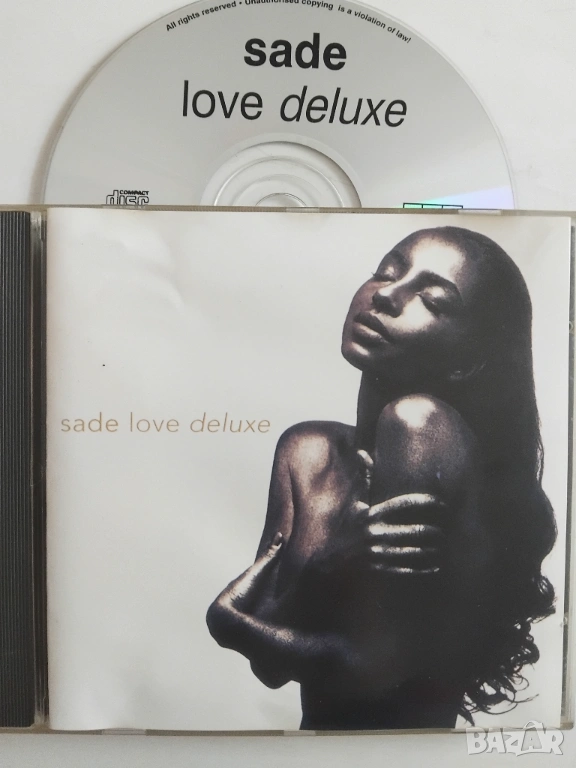 All rights reserved • Unauthorised copying is a violation of law!
sade
love deluxe
COMPACT
disc
sade love deluxe
BAZAR